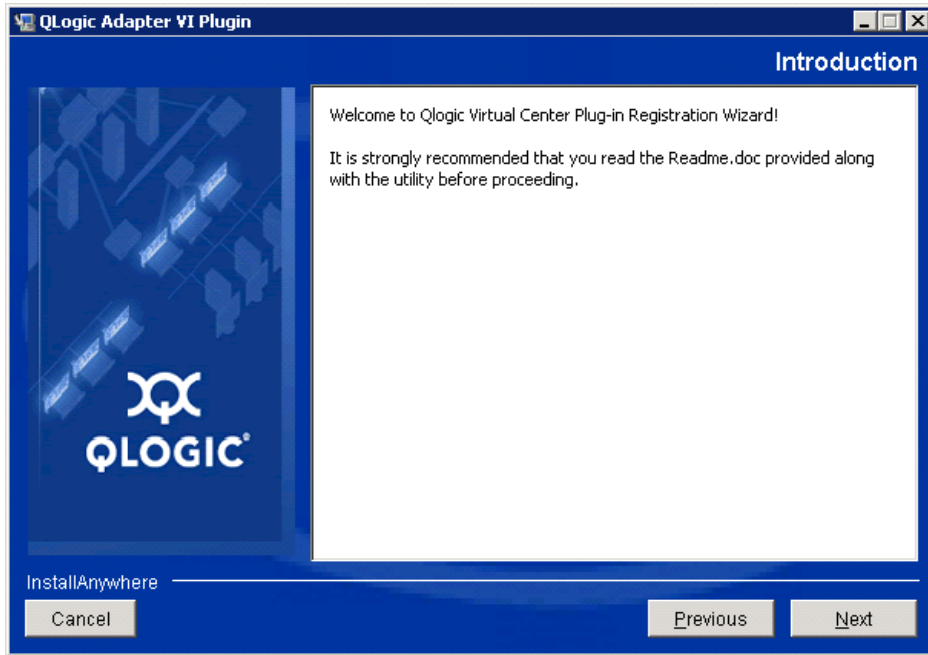 QLogic Adapter VI Plugin
Introduction
Welcome to Qlogic Virtual Center Plug-in Registration Wizard!
It is strongly recommended that you read the Readme.doc provided along
with the utility before proceeding.
QLOGIC
InstallAnywhere
Cancel
Previous
Next